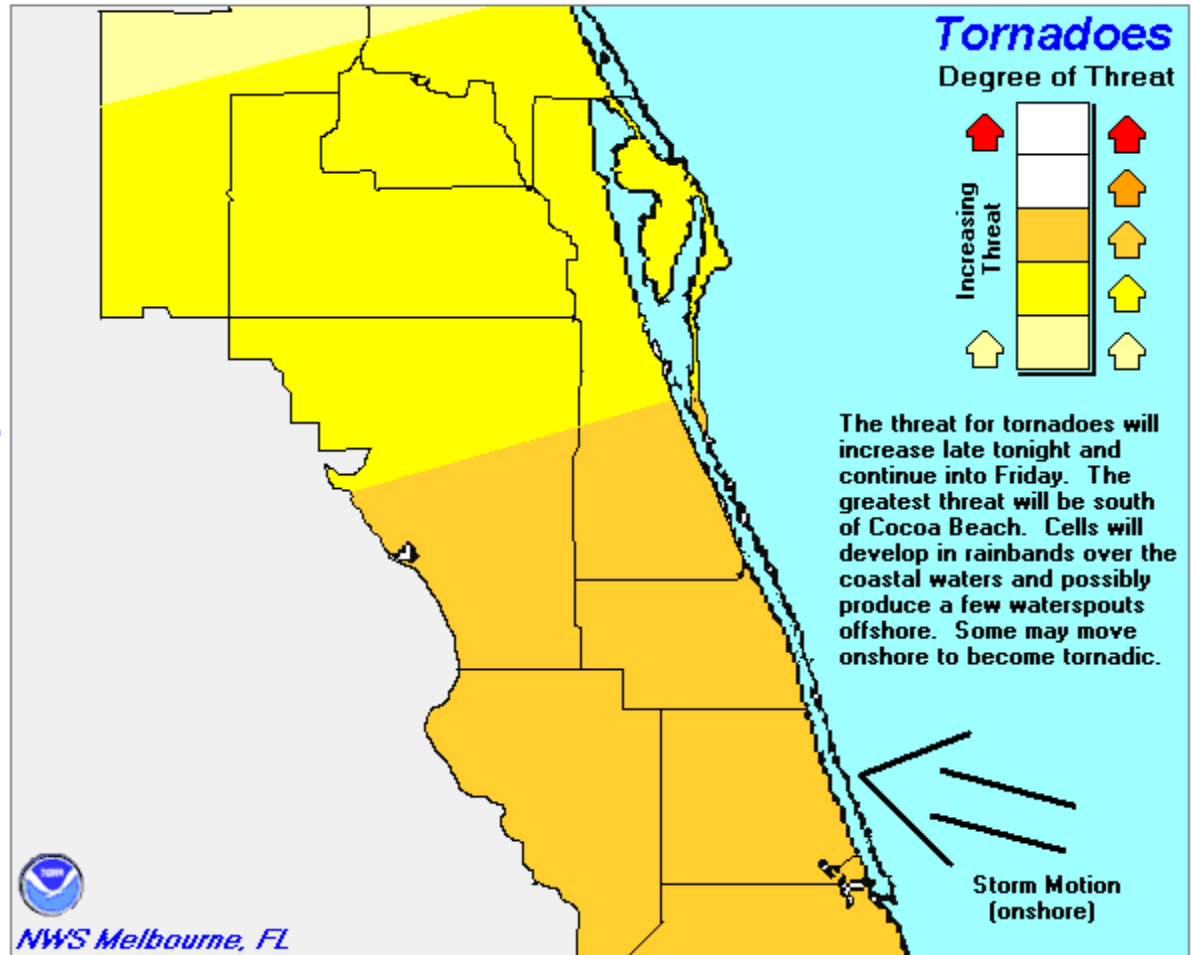 Tornadoes
Degree of Threat
Increasing
Threat
The threat for tornadoes will
increase late tonight and
continue into Friday. The
greatest threat will be south
of Cocoa Beach. Cells will
develop in rainbands over the
coastal waters and possibly
produce a few waterspouts
offshore. Some may move
onshore to become tornadic.
Storm Motion
(onshore)
NWS Melbourne, FL